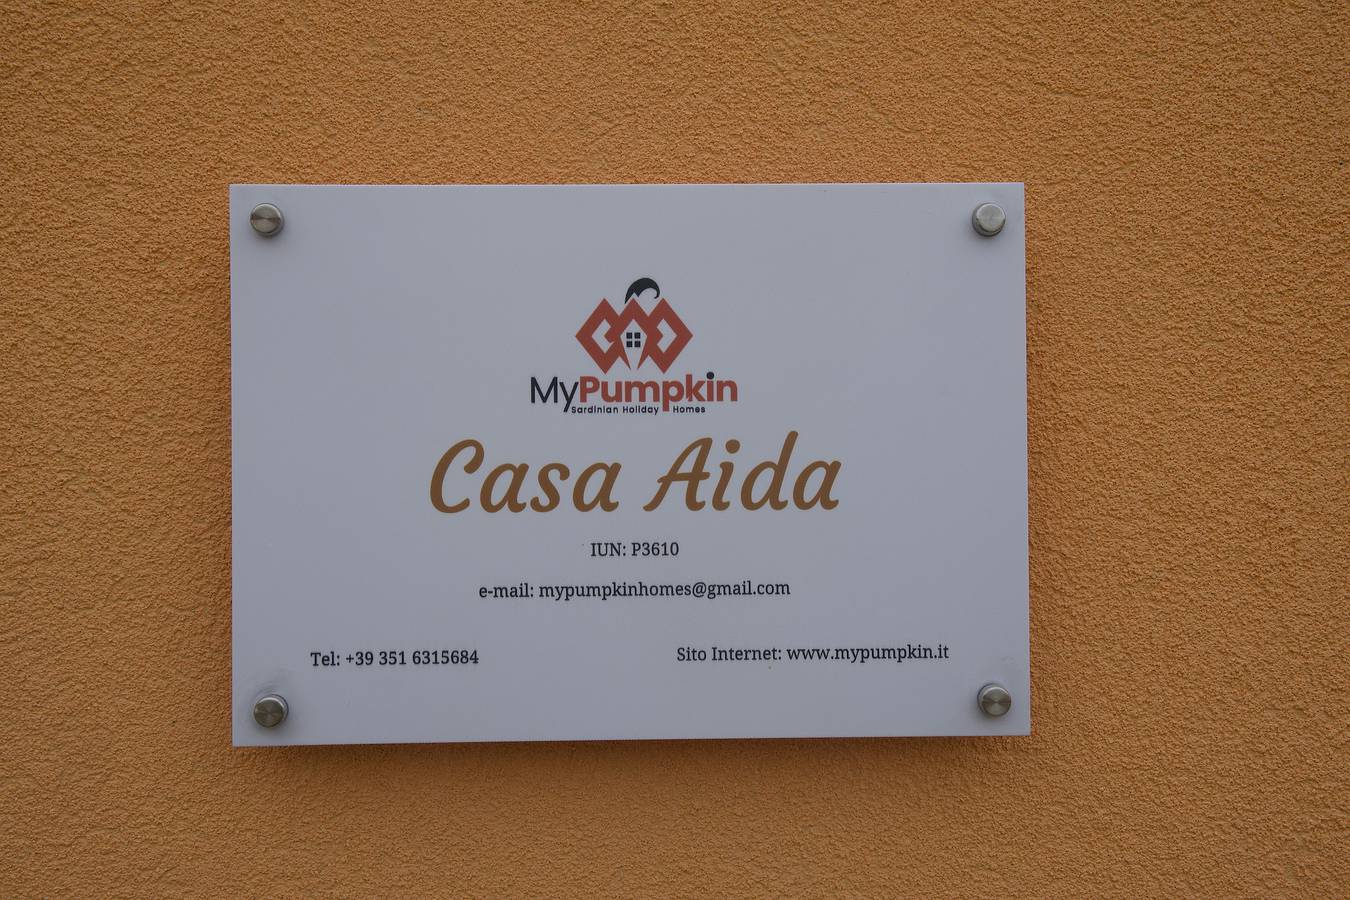 MyPumpkin
Sardinian Holiday Homes
Casa Aida
IUN: P3610
e-mail: mypumpkinhomes@gmail.com
Tel: +39 351 6315684
Sito Internet: www.mypumpkin.it